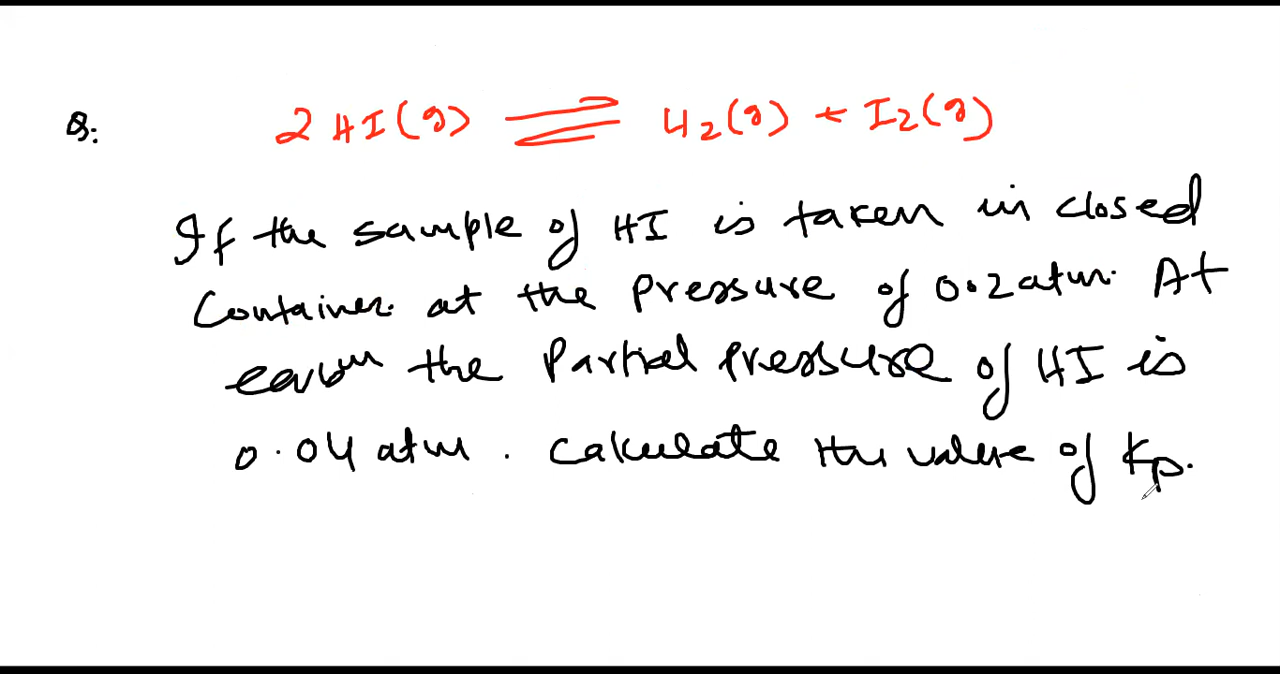 Q: 2HI(g) ⇌ H2(g) + I2(g)
If the sample of HI is taken in closed
Container. at the pressure of 0.2 atm. At
eqbm the Partial Pressure of HI is
0.04 atm. Calculate the value of Kp.